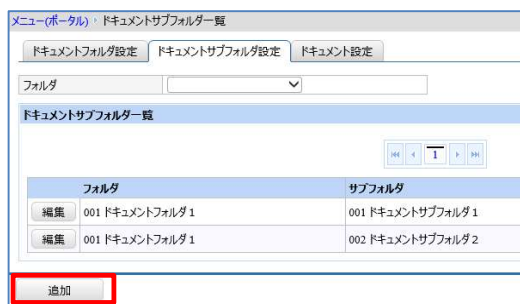 メニュー(ポータル) › ドキュメントサブフォルダ一覧
ドキュメントフォルダ設定 ドキュメントサブフォルダ設定 ドキュメント設定
フォルダ
ドキュメントサブフォルダ一覧
1
フォルダ サブフォルダ
編集 001 ドキュメントフォルダ1 001 ドキュメントサブフォルダ1
編集 001 ドキュメントフォルダ1 002 ドキュメントサブフォルダ2
追加